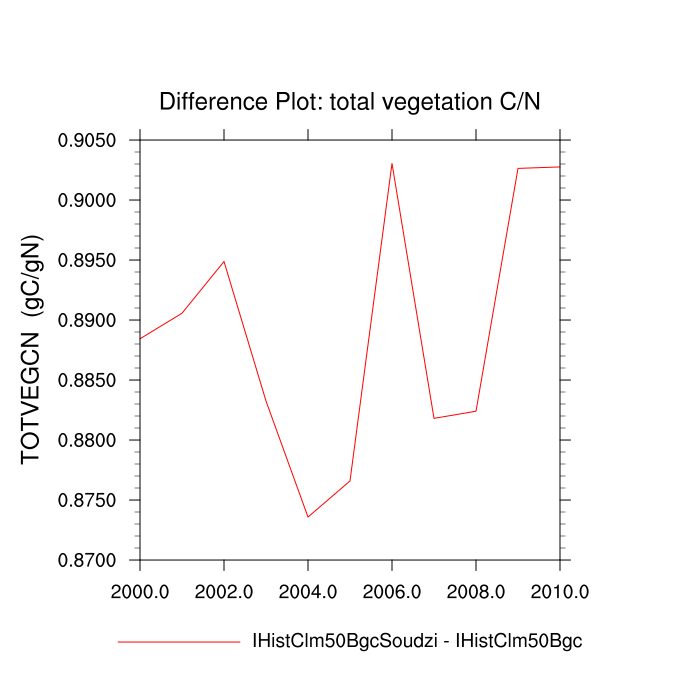 Difference Plot: total vegetation C/N
TOTVEGCN (gC/gN)
0.9050
0.9000
0.8950
0.8900
0.8850
0.8800
0.8750
0.8700
2000.0 2002.0 2004.0 2006.0 2008.0 2010.0
IHistClm50BgcSoudzi - IHistClm50Bgc